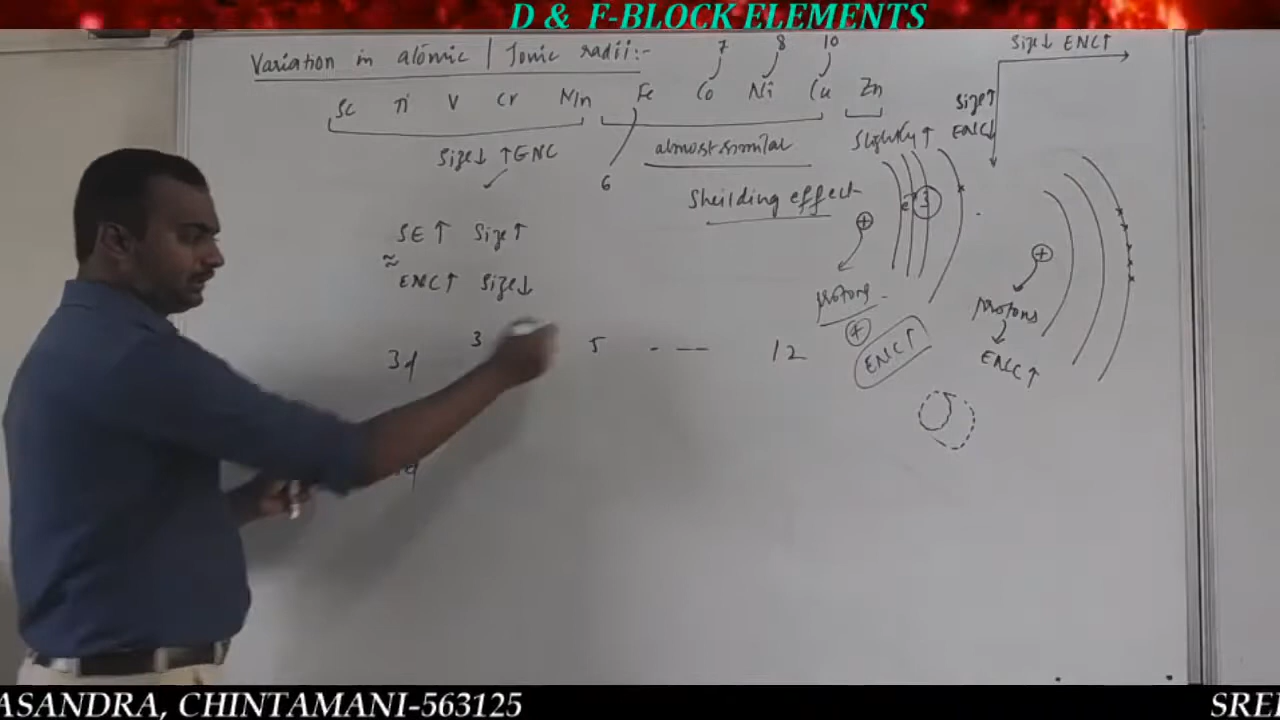 D & F-BLOCK ELEMENTS
Variation in atomic | Ionic radii:-
7 8 10
Size↓ ENC↑
Sc Ti V Cr Mn Fe Co Ni Cu Zn
Size↑
ENC↓
Size↓ ↑ENC
6
almost similar
Slightly ↑
Sheilding effect
e⁻
SE↑ Size↑
≈
ENC↑ Size↓
+
+
protons
protons
+
ENC↑
ENC↑
3d 3 5 - -- 12
ASANDRA, CHINTAMANI-563125
SREE